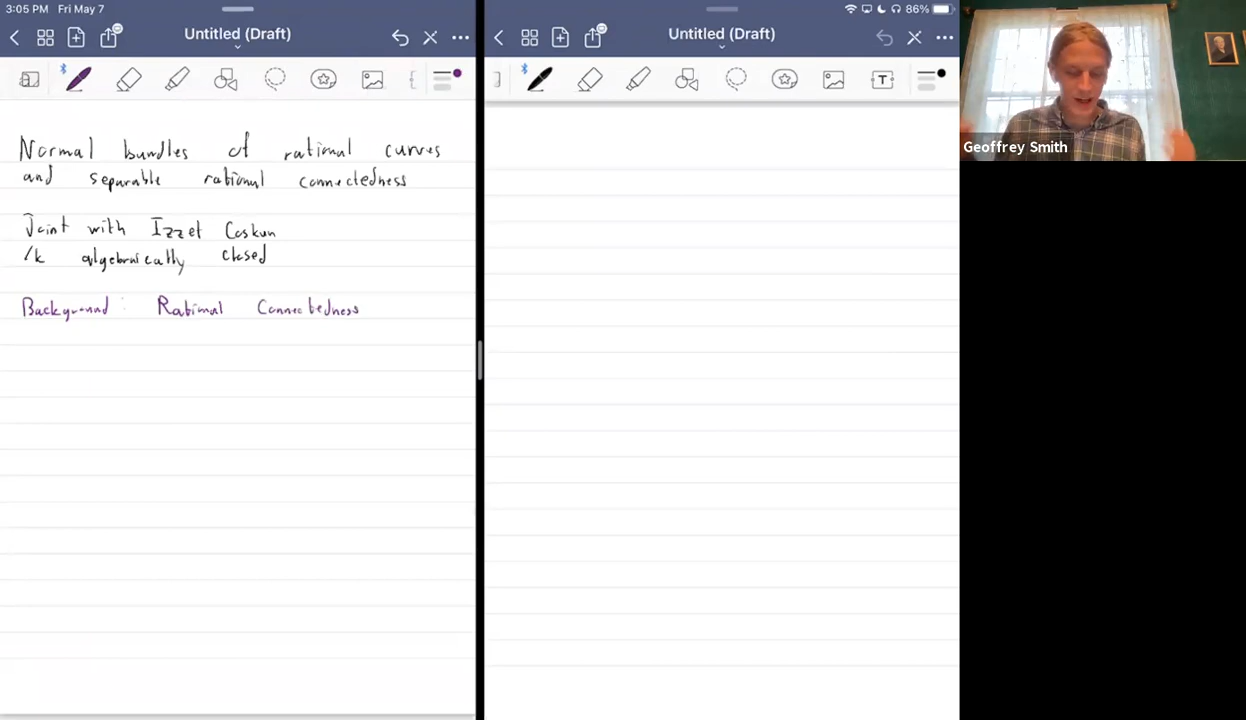 3:05 PM Fri May 7
86%
Untitled (Draft)
Untitled (Draft)
T
Geoffrey Smith
Normal bundles of rational curves
and separable rational connectedness
Joint with Izzet Coskun
/k algebraically closed
Background: Rational Connectedness